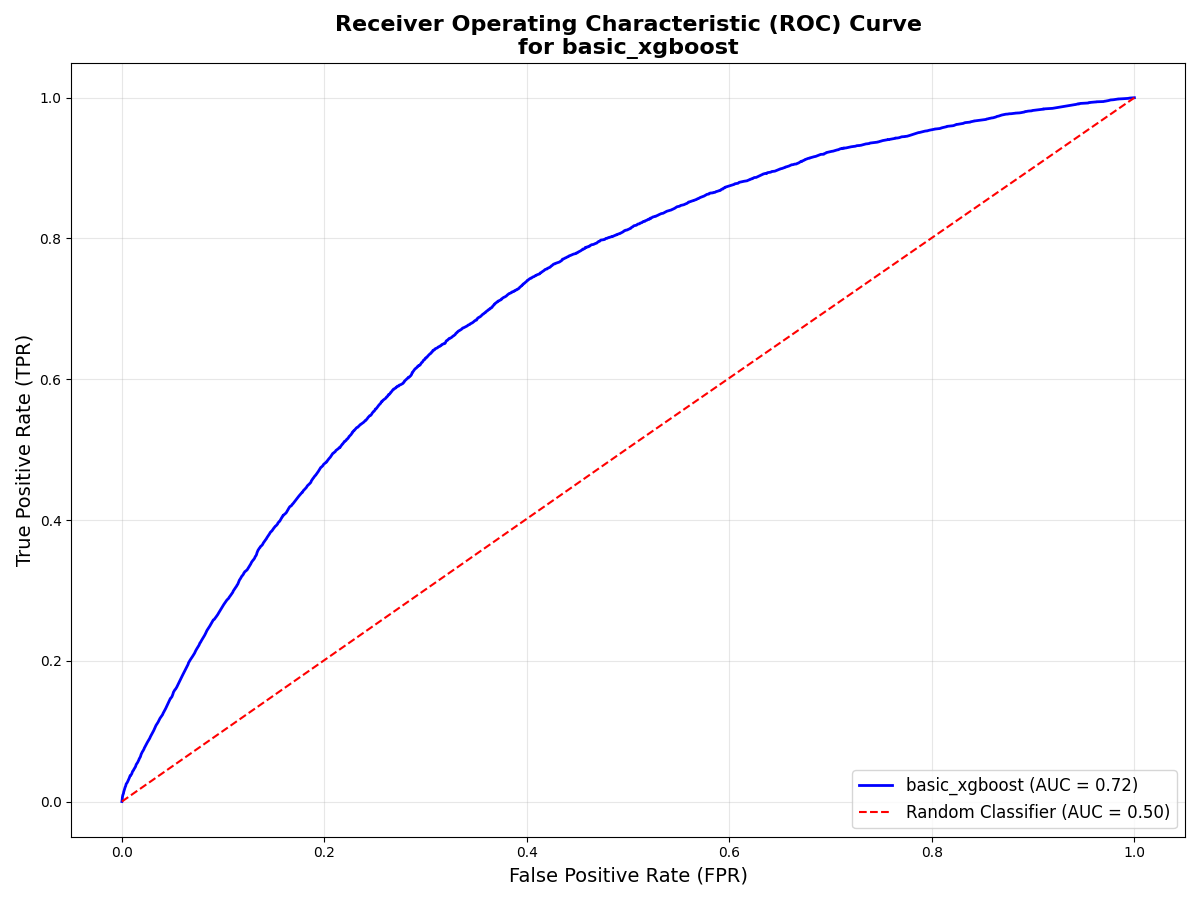 Receiver Operating Characteristic (ROC) Curve
for basic_xgboost
True Positive Rate (TPR)
1.0
0.8
0.6
0.4
0.2
0.0
0.0 0.2 0.4 0.6 0.8 1.0
False Positive Rate (FPR)
basic_xgboost (AUC = 0.72)
Random Classifier (AUC = 0.50)